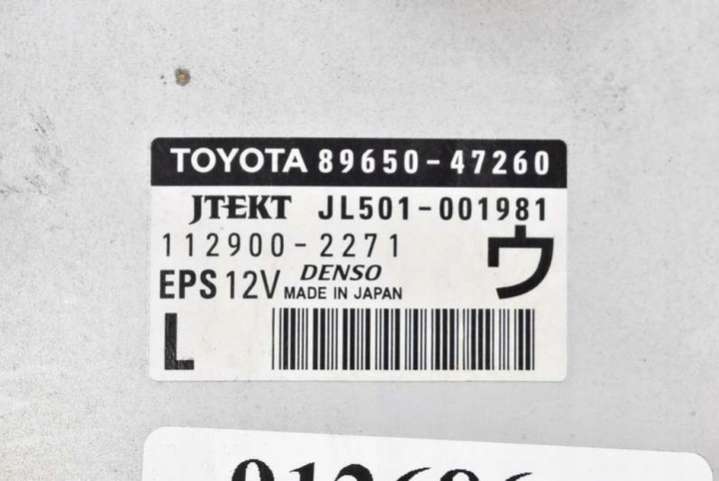 TOYOTA 89650-47260
JTEKT JL501-001981
112900-2271
ウ
EPS 12V DENSO MADE IN JAPAN
L